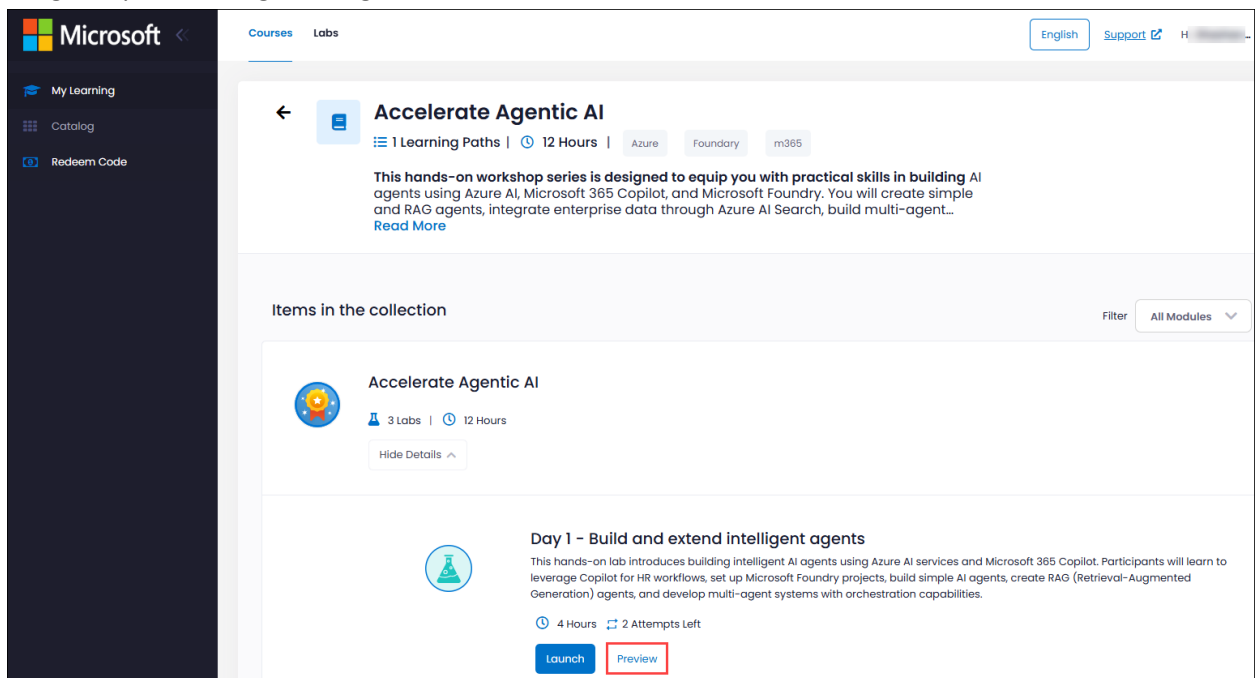 Microsoft
Courses
Labs
English
Support
H
My Learning
Catalog
Redeem Code
Accelerate Agentic AI
1 Learning Paths | 12 Hours |
Azure
Foundary
m365
This hands-on workshop series is designed to equip you with practical skills in building AI
agents using Azure AI, Microsoft 365 Copilot, and Microsoft Foundry. You will create simple
and RAG agents, integrate enterprise data through Azure AI Search, build multi-agent...
Read More
Items in the collection
Filter
All Modules
Accelerate Agentic AI
3 Labs | 12 Hours
Hide Details
Day 1 - Build and extend intelligent agents
This hands-on lab introduces building intelligent AI agents using Azure AI services and Microsoft 365 Copilot. Participants will learn to
leverage Copilot for HR workflows, set up Microsoft Foundry projects, build simple AI agents, create RAG (Retrieval-Augmented
Generation) agents, and develop multi-agent systems with orchestration capabilities.
4 Hours
2 Attempts Left
Launch
Preview